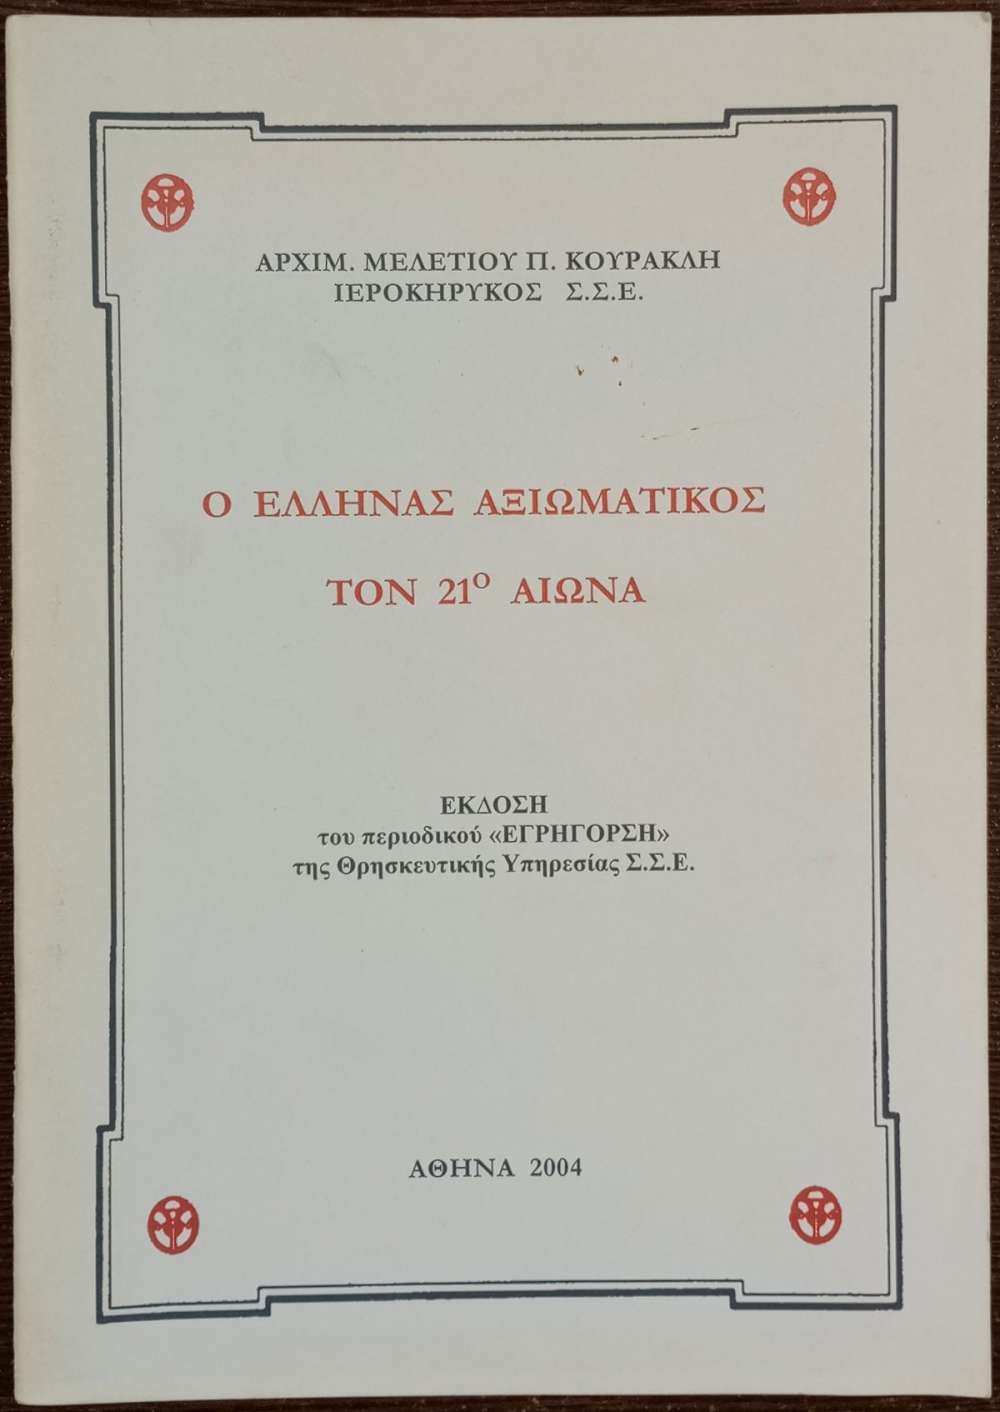 ΑΡΧΙΜ. ΜΕΛΕΤΙΟΥ Π. ΚΟΥΡΑΚΛΗ
ΙΕΡΟΚΗΡΥΚΟΣ Σ.Σ.Ε.
Ο ΕΛΛΗΝΑΣ ΑΞΙΩΜΑΤΙΚΟΣ
ΤΟΝ 21Ο ΑΙΩΝΑ
ΕΚΔΟΣΗ
του περιοδικού «ΕΓΡΗΓΟΡΣΗ»
της Θρησκευτικής Υπηρεσίας Σ.Σ.Ε.
ΑΘΗΝΑ 2004